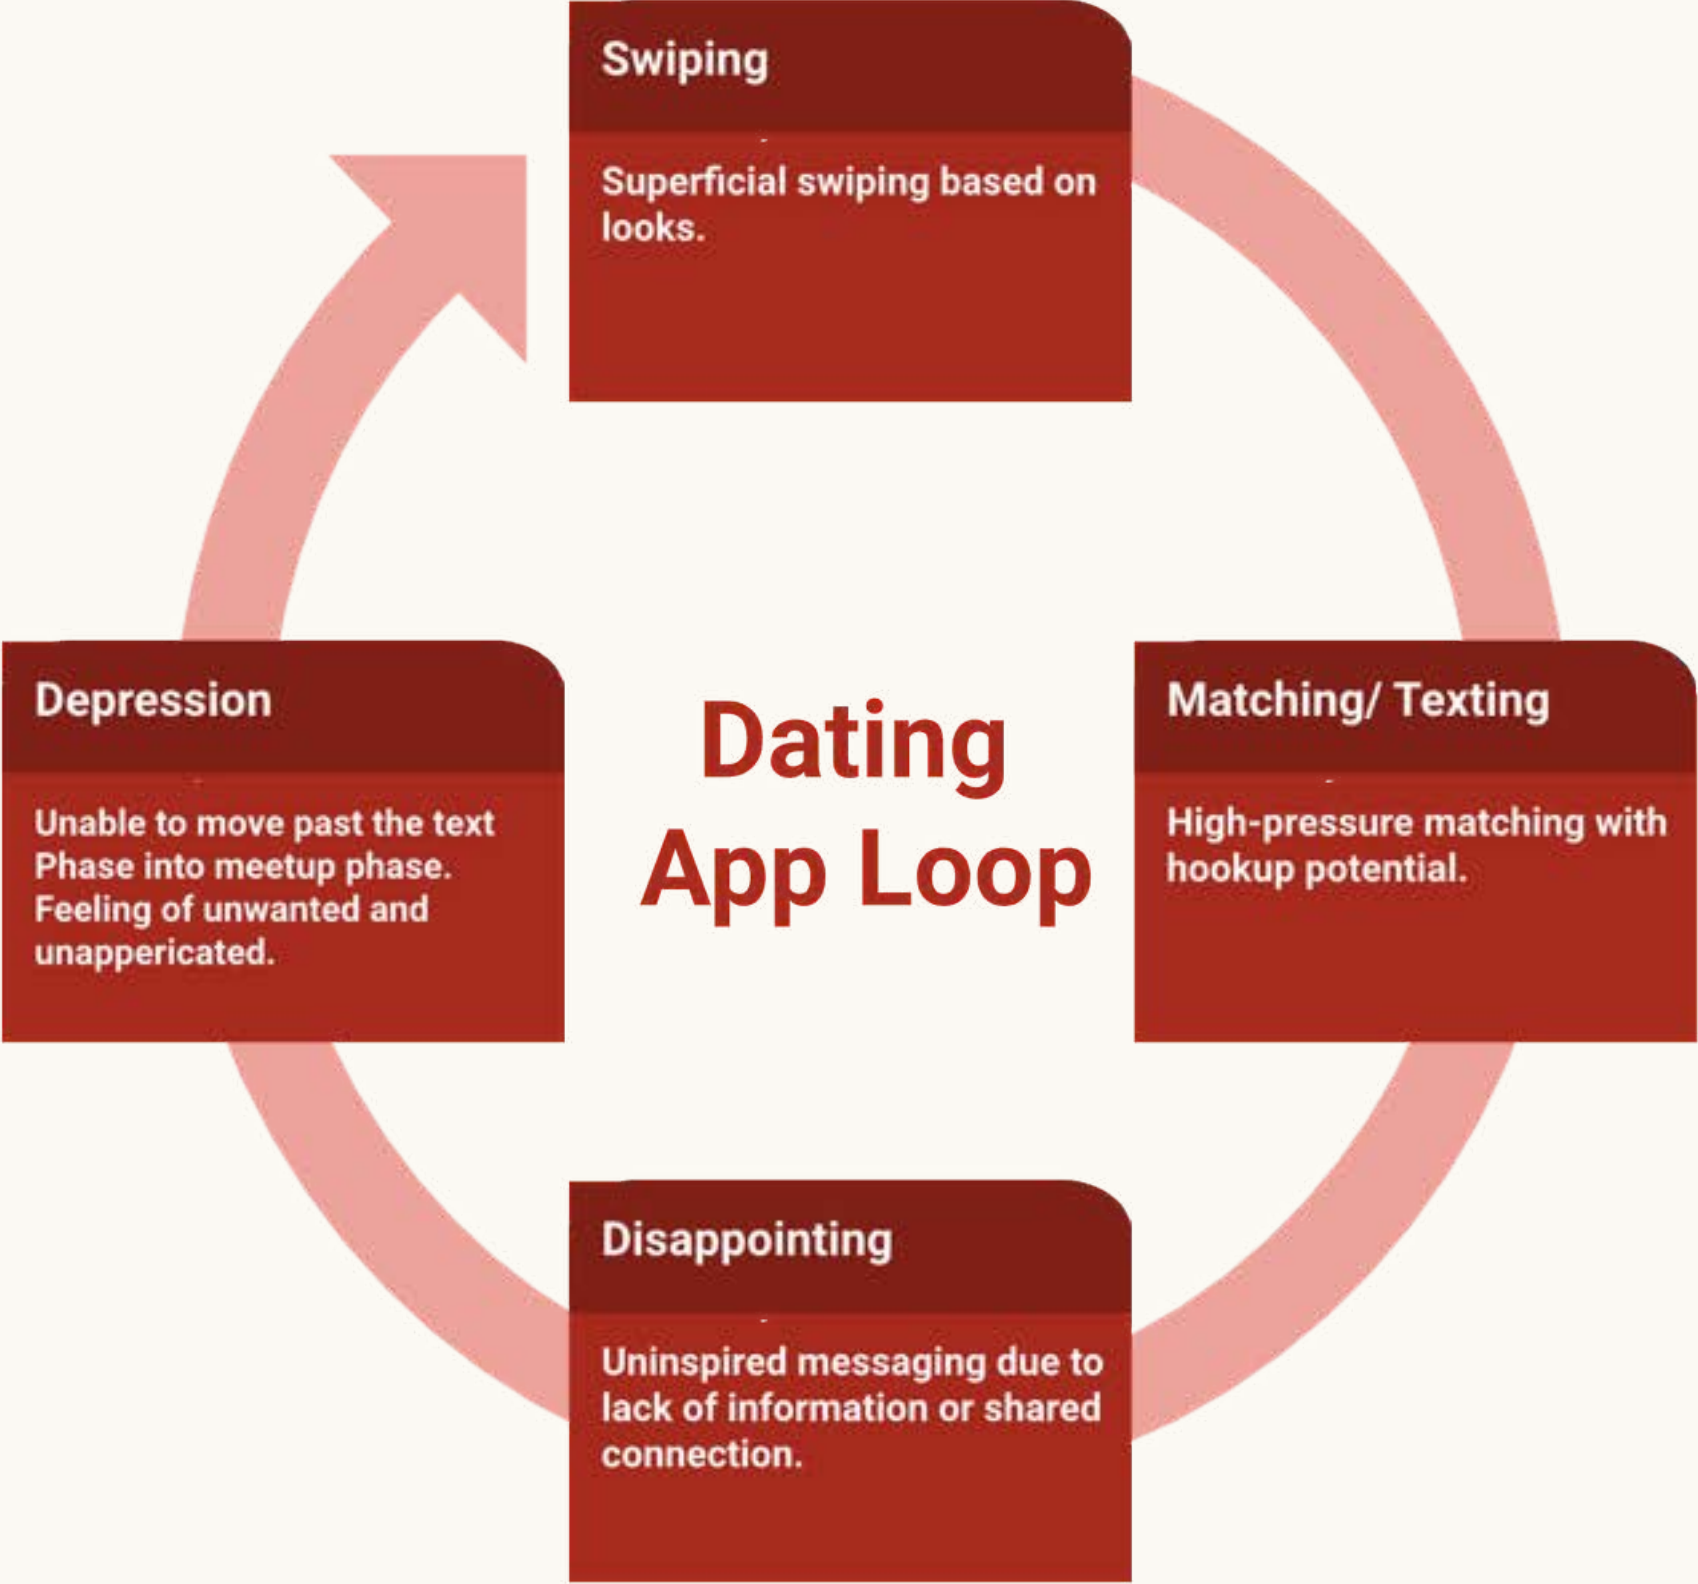 Swiping
Superficial swiping based on
looks.
Matching/ Texting
High-pressure matching with
hookup potential.
Disappointing
Uninspired messaging due to
lack of information or shared
connection.
Depression
Unable to move past the text
Phase into meetup phase.
Feeling of unwanted and
unappericated.
Dating
App Loop